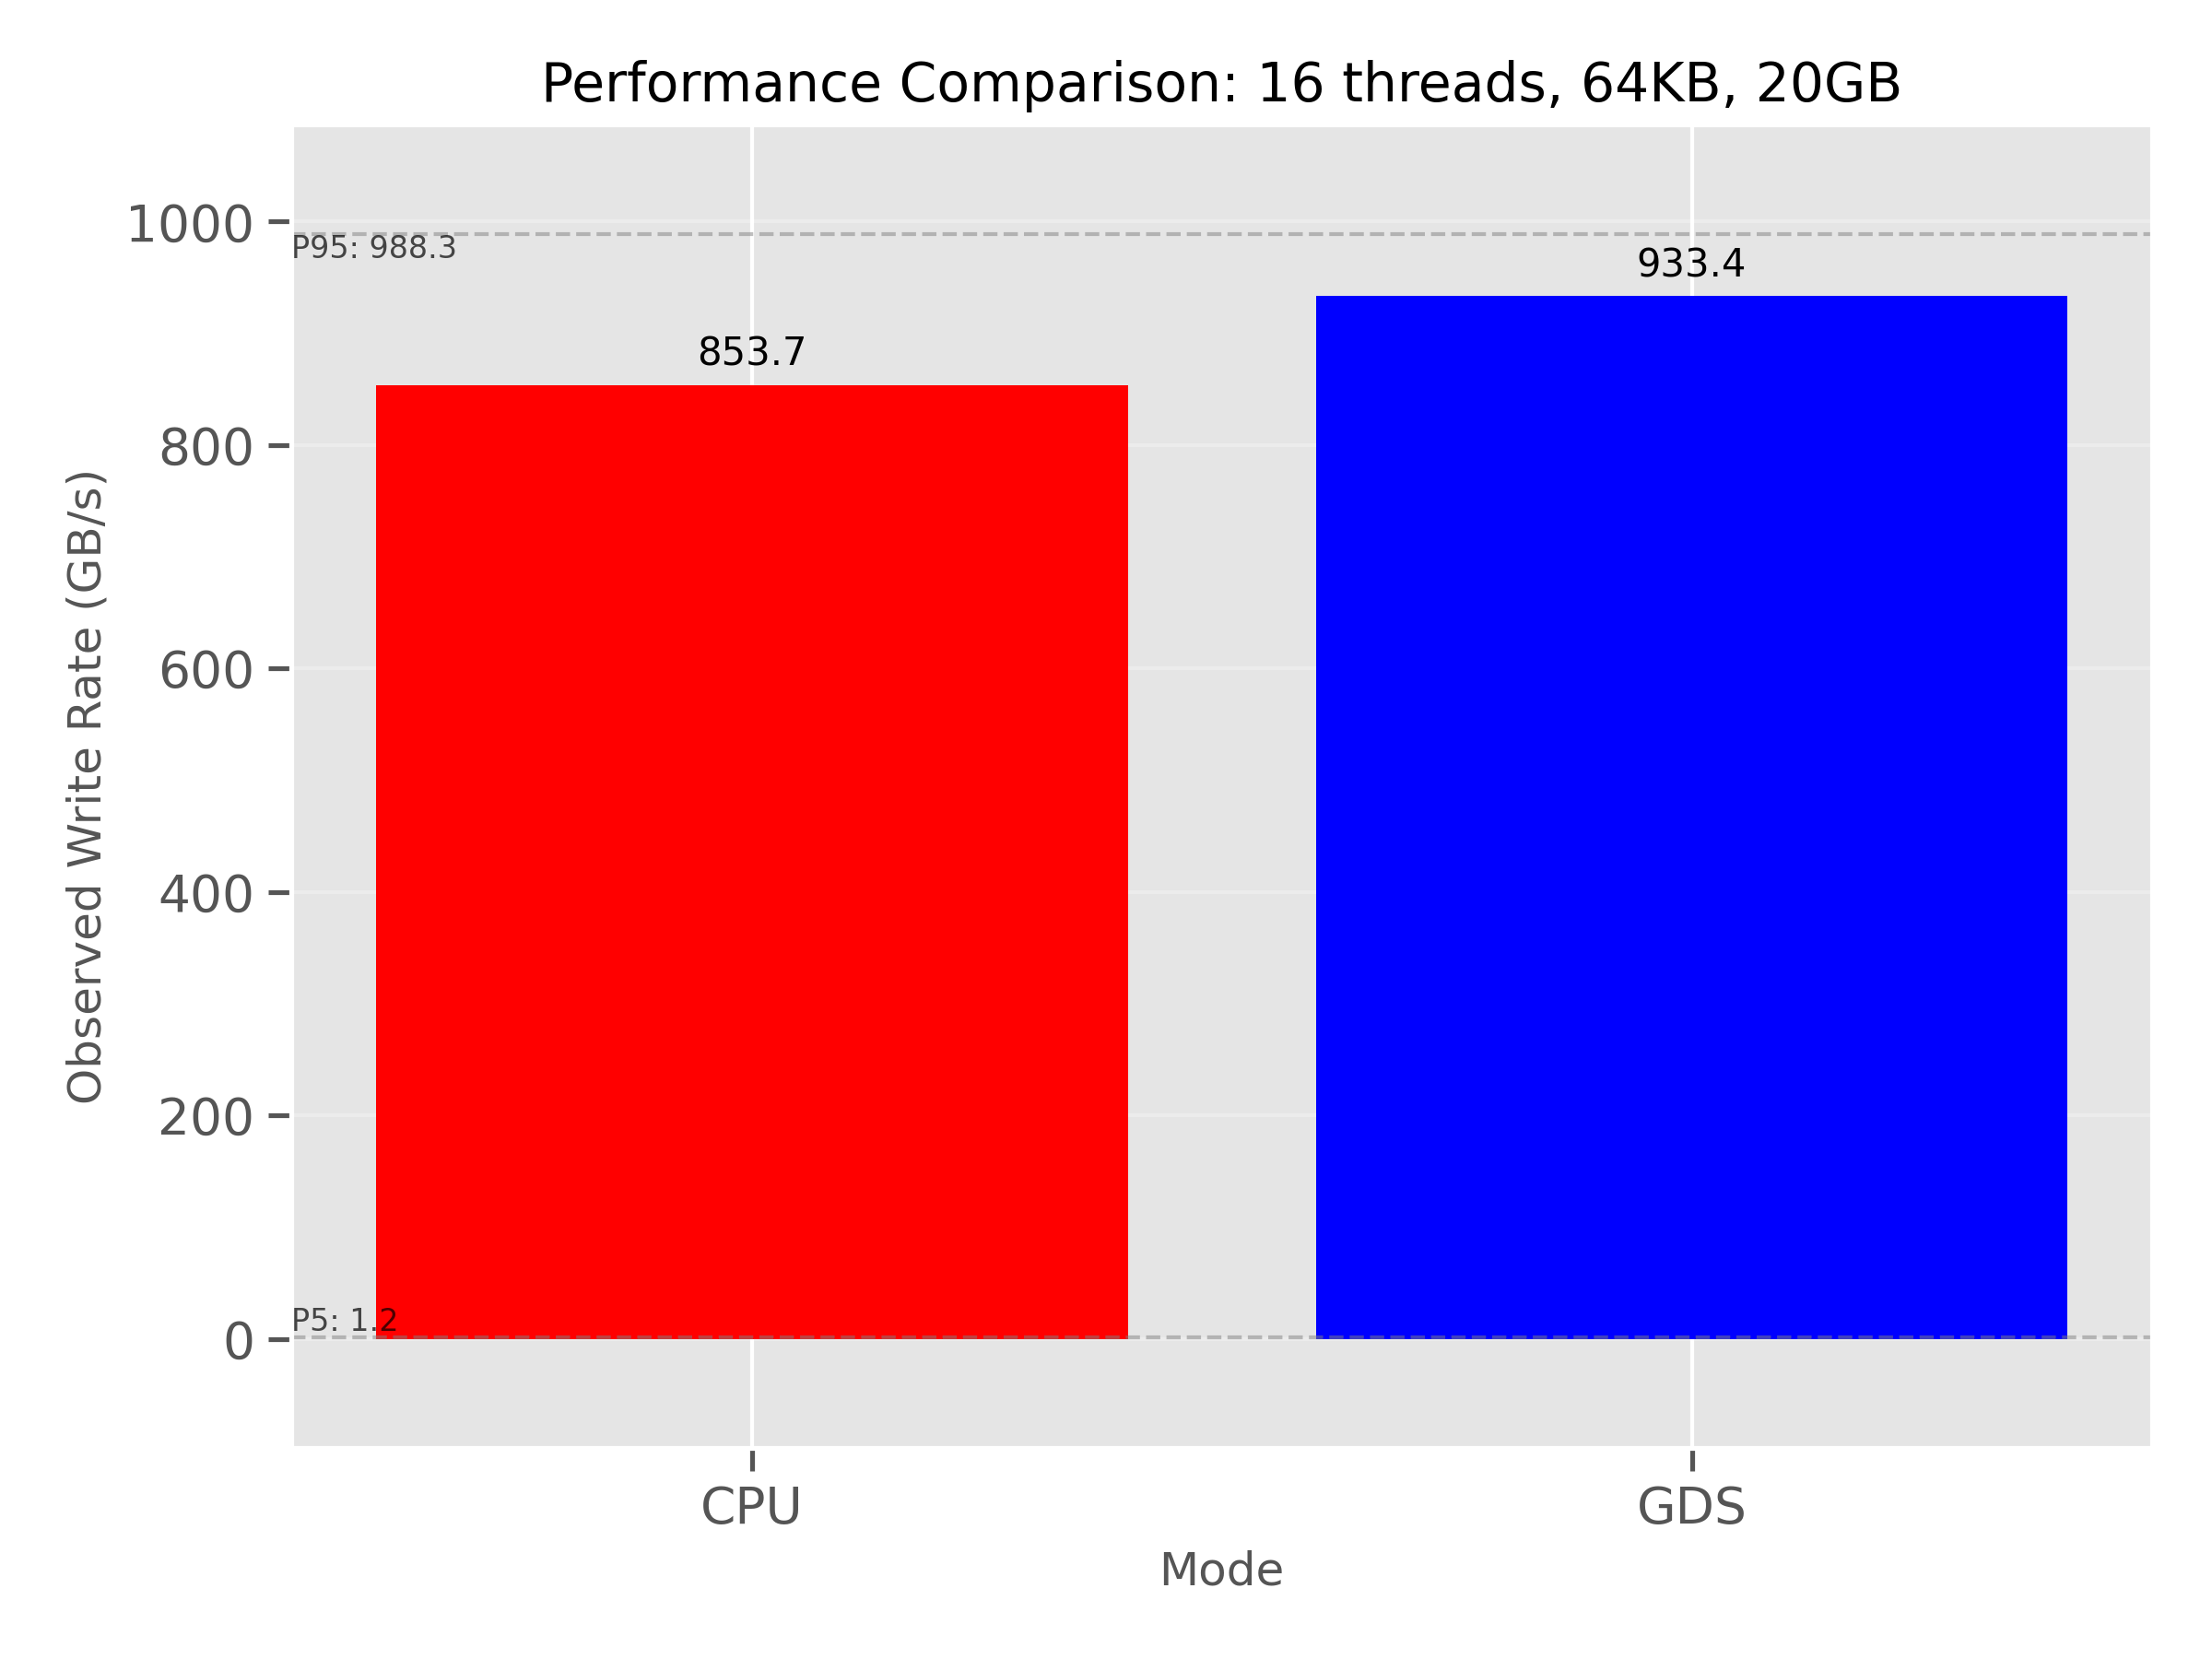 Performance Comparison: 16 threads, 64KB, 20GB
Observed Write Rate (GB/s)
1000
800
600
400
200
0
P95: 988.3
933.4
853.7
P5: 1.2
CPU
GDS
Mode